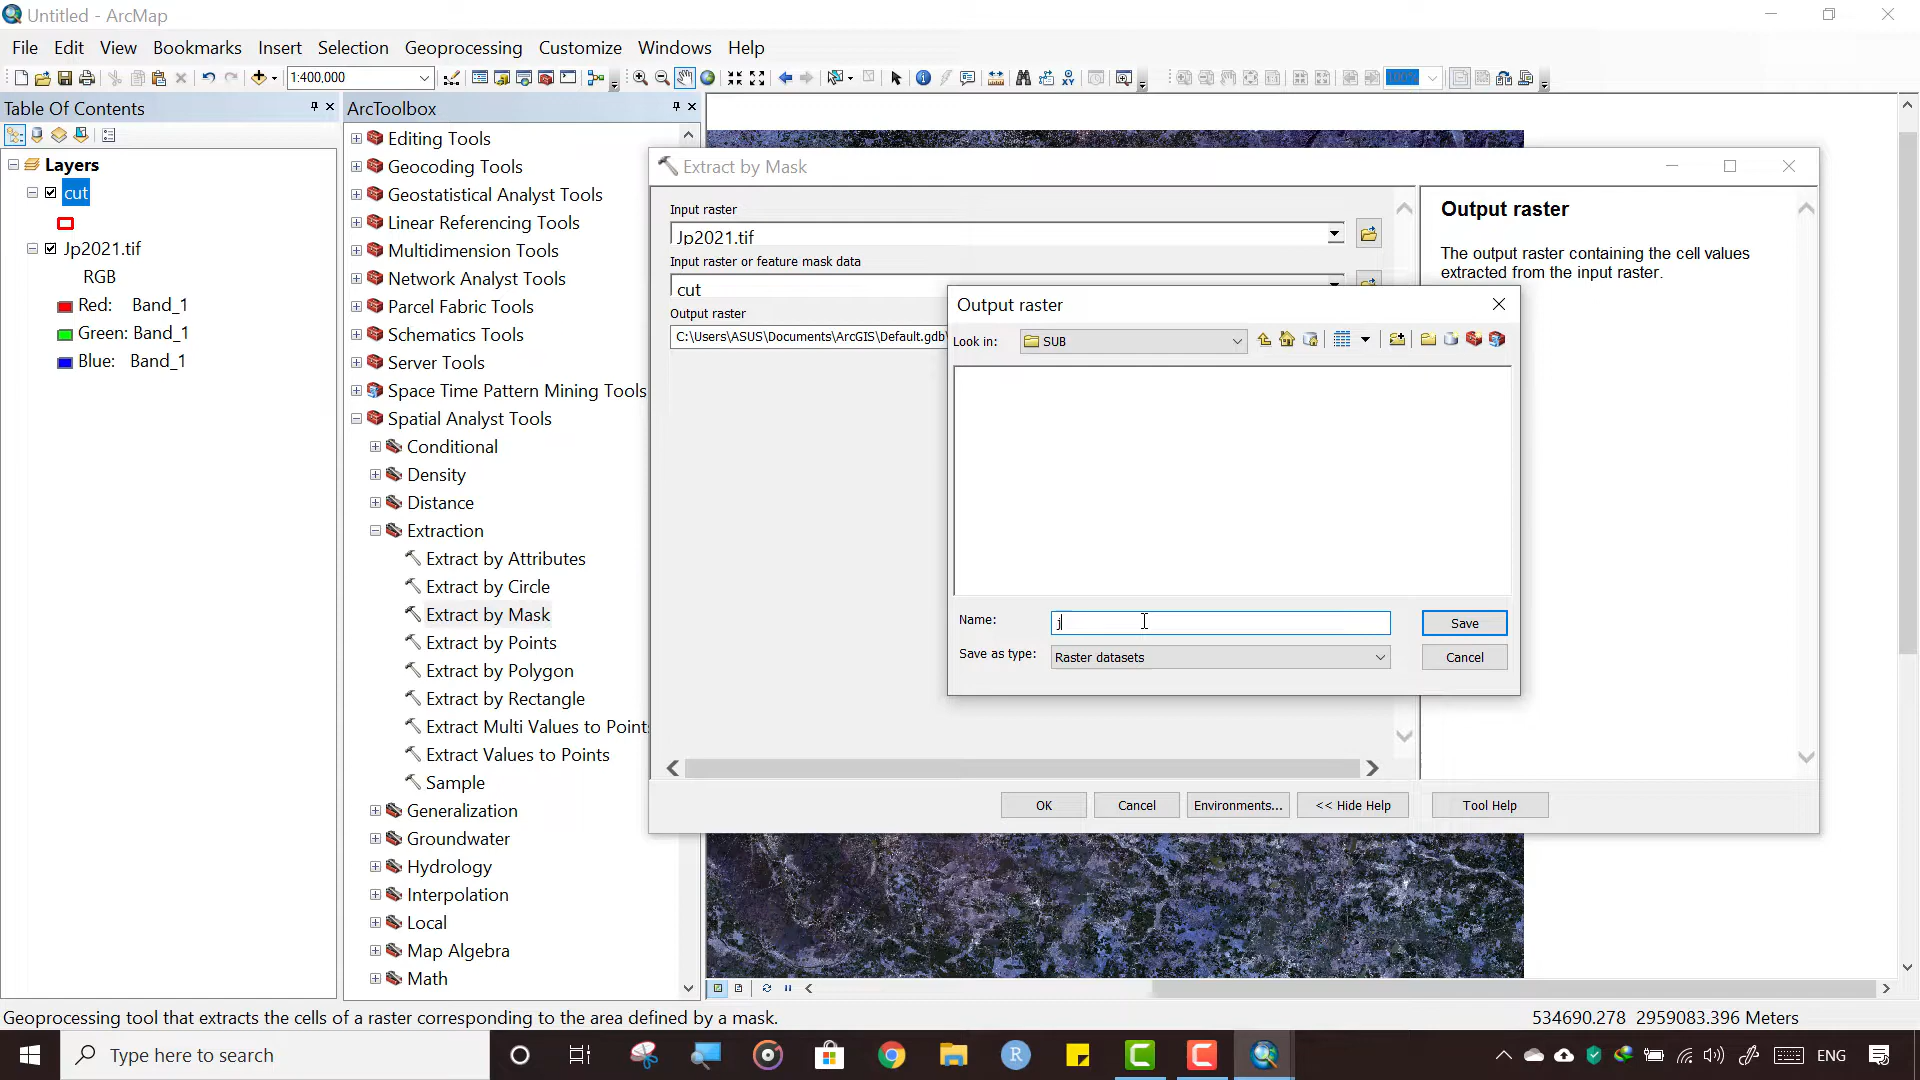 Untitled - ArcMap
File Edit View Bookmarks Insert Selection Geoprocessing Customize Windows Help
1:400,000
100%
Table Of Contents
Layers
cut
Jp2021.tif
RGB
Red: Band_1
Green: Band_1
Blue: Band_1
ArcToolbox
Editing Tools
Geocoding Tools
Geostatistical Analyst Tools
Linear Referencing Tools
Multidimension Tools
Network Analyst Tools
Parcel Fabric Tools
Schematics Tools
Server Tools
Space Time Pattern Mining Tools
Spatial Analyst Tools
Conditional
Density
Distance
Extraction
Extract by Attributes
Extract by Circle
Extract by Mask
Extract by Points
Extract by Polygon
Extract by Rectangle
Extract Multi Values to Point
Extract Values to Points
Sample
Generalization
Groundwater
Hydrology
Interpolation
Local
Map Algebra
Math
Extract by Mask
Input raster
Jp2021.tif
Input raster or feature mask data
cut
Output raster
C:\Users\ASUS\Documents\ArcGIS\Default.gdb\
Output raster
Look in: SUB
Name: j
Save
Save as type: Raster datasets
Cancel
Output raster
The output raster containing the cell values
extracted from the input raster.
OK Cancel Environments... << Hide Help Tool Help
Geoprocessing tool that extracts the cells of a raster corresponding to the area defined by a mask.
534690.278 2959083.396 Meters
Type here to search
ENG